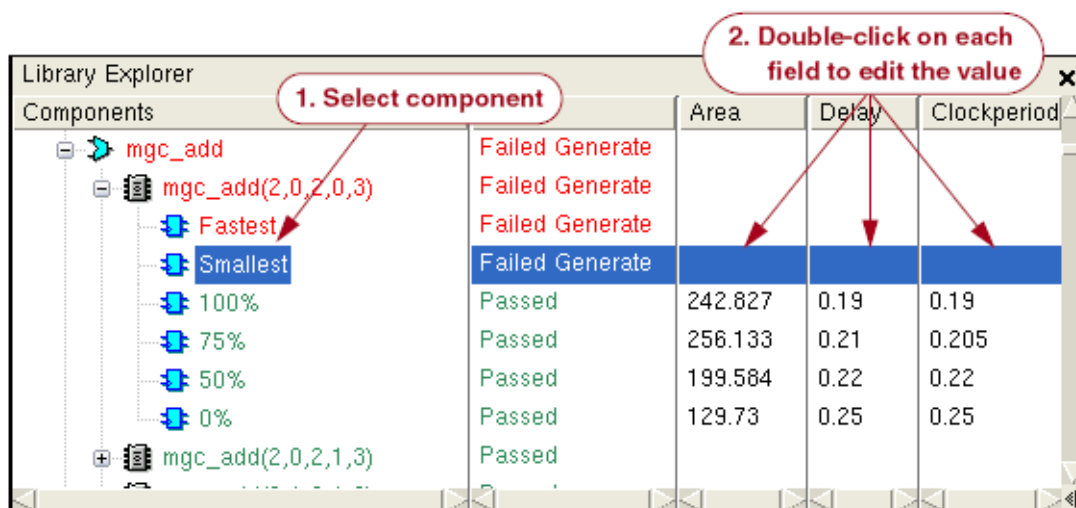 2. Double-click on each
field to edit the value
Library Explorer
1. Select component
Components Area Delay Clockperiod
mgc_add Failed Generate
mgc_add(2,0,2,0,3) Failed Generate
Fastest Failed Generate
Smallest Failed Generate
100% Passed 242.827 0.19 0.19
75% Passed 256.133 0.21 0.205
50% Passed 199.584 0.22 0.22
0% Passed 129.73 0.25 0.25
mgc_add(2,0,2,1,3) Passed